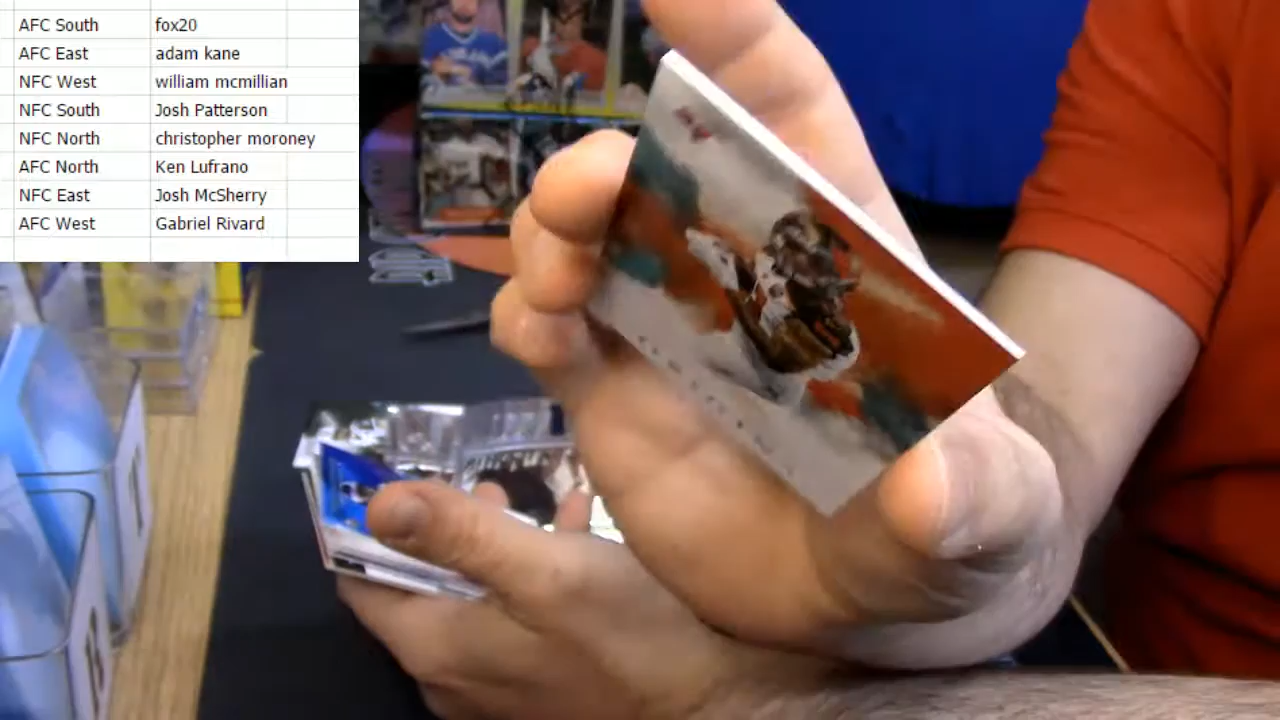 AFC South fox20
AFC East adam kane
NFC West william mcmillian
NFC South Josh Patterson
NFC North christopher moroney
AFC North Ken Lufrano
NFC East Josh McSherry
AFC West Gabriel Rivard